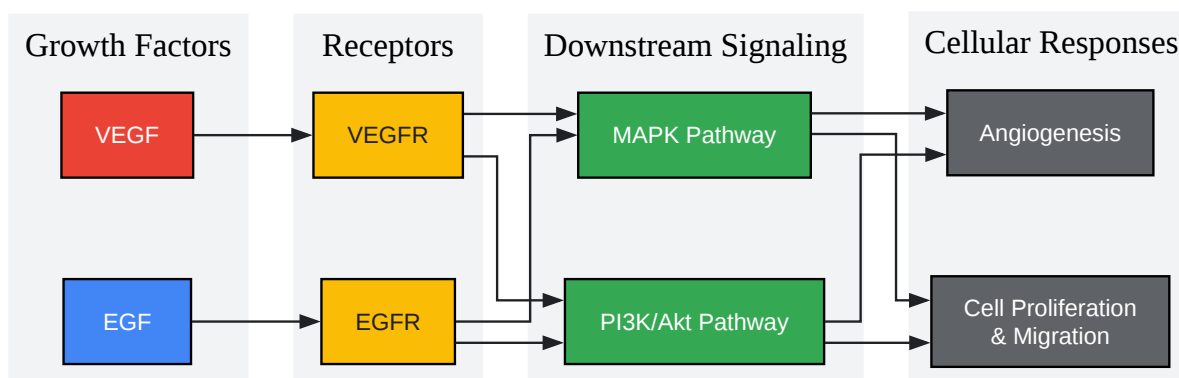 Growth Factors
Receptors
Downstream Signaling
Cellular Responses
VEGF
VEGFR
MAPK Pathway
Angiogenesis
EGF
EGFR
PI3K/Akt Pathway
Cell Proliferation
& Migration